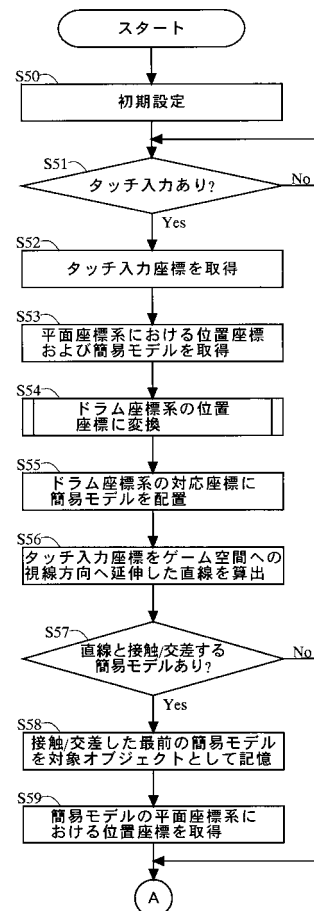 スタート
S50
初期設定
S51
タッチ入力あり?
No
Yes
S52
タッチ入力座標を取得
S53
平面座標系における位置座標
および簡易モデルを取得
S54
ドラム座標系の位置
座標に変換
S55
ドラム座標系の対応座標に
簡易モデルを配置
S56
タッチ入力座標をゲーム空間への
視線方向へ延伸した直線を算出
S57
直線と接触/交差する
簡易モデルあり?
No
Yes
S58
接触/交差した最前の簡易モデル
を対象オブジェクトとして記憶
S59
簡易モデルの平面座標系に
おける位置座標を取得
A